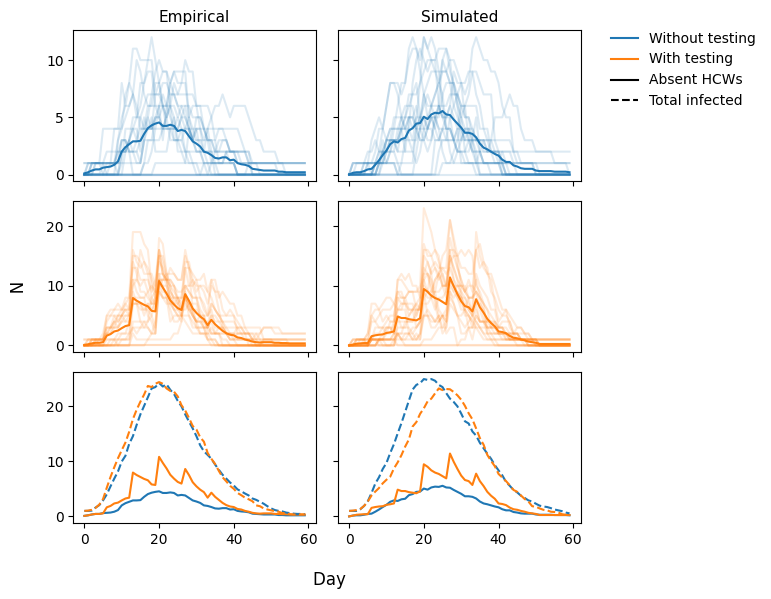 Empirical
Simulated
Without testing
With testing
Absent HCWs
Total infected
10
5
0
20
10
0
N
20
10
0
0
20
40
60
0
20
40
60
Day